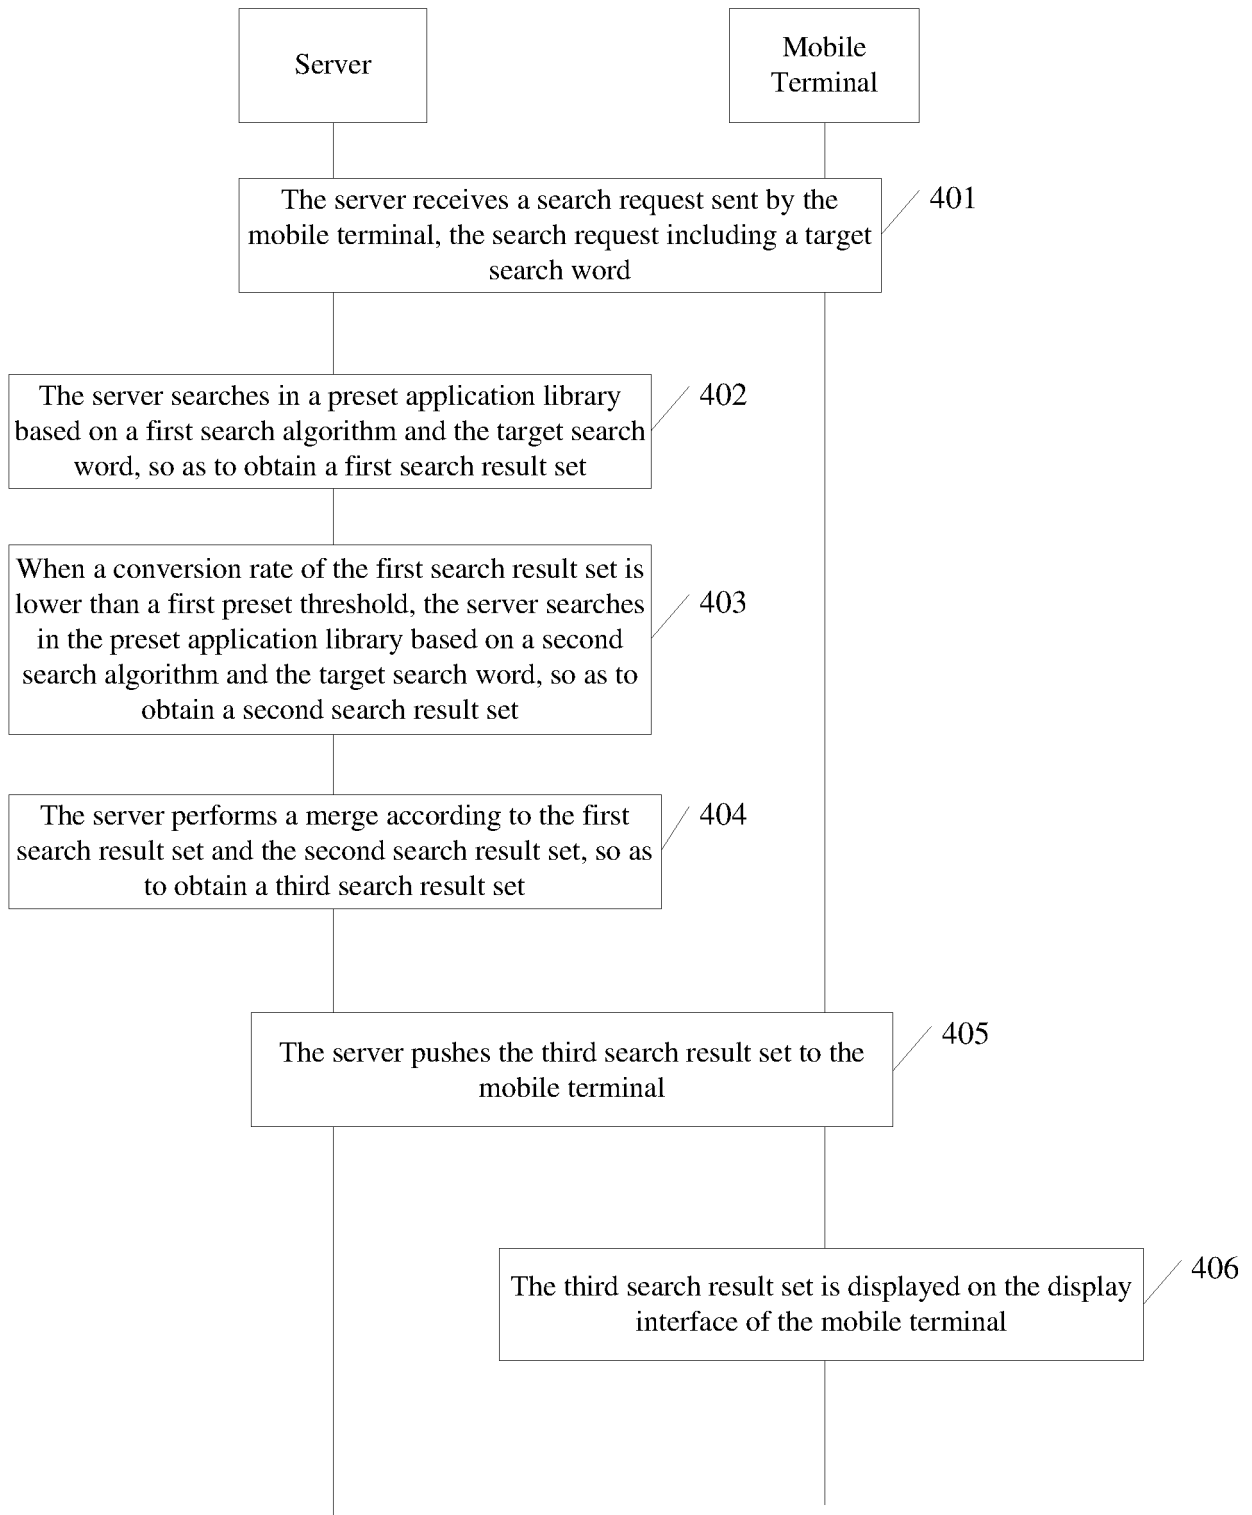 Server
Mobile
Terminal
The server receives a search request sent by the
mobile terminal, the search request including a target
search word
401
The server searches in a preset application library
based on a first search algorithm and the target search
word, so as to obtain a first search result set
402
When a conversion rate of the first search result set is
lower than a first preset threshold, the server searches
in the preset application library based on a second
search algorithm and the target search word, so as to
obtain a second search result set
403
The server performs a merge according to the first
search result set and the second search result set, so as
to obtain a third search result set
404
The server pushes the third search result set to the
mobile terminal
405
The third search result set is displayed on the display
interface of the mobile terminal
406